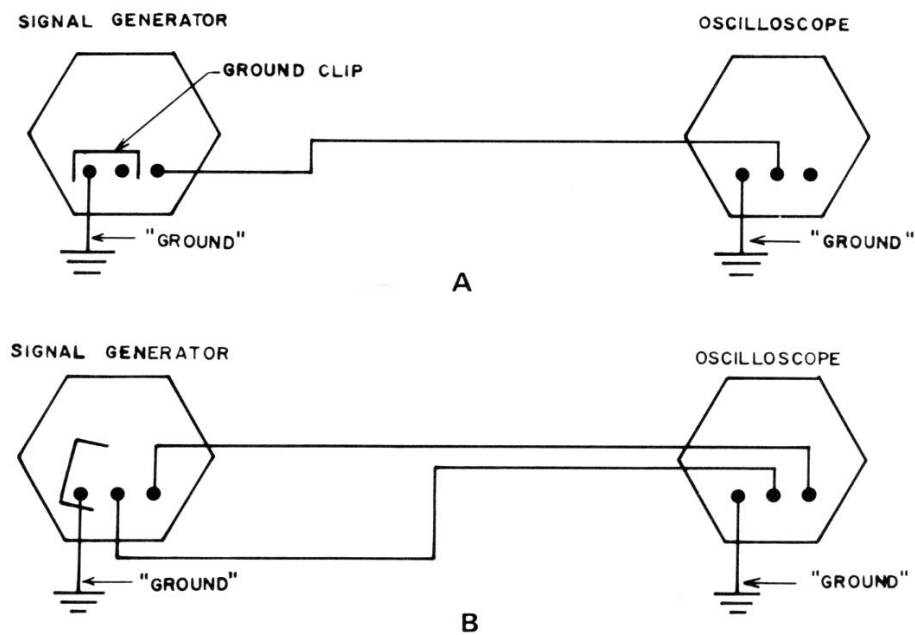 SIGNAL GENERATOR
OSCILLOSCOPE
GROUND CLIP
"GROUND"
"GROUND"
A
SIGNAL GENERATOR
OSCILLOSCOPE
"GROUND"
"GROUND"
B